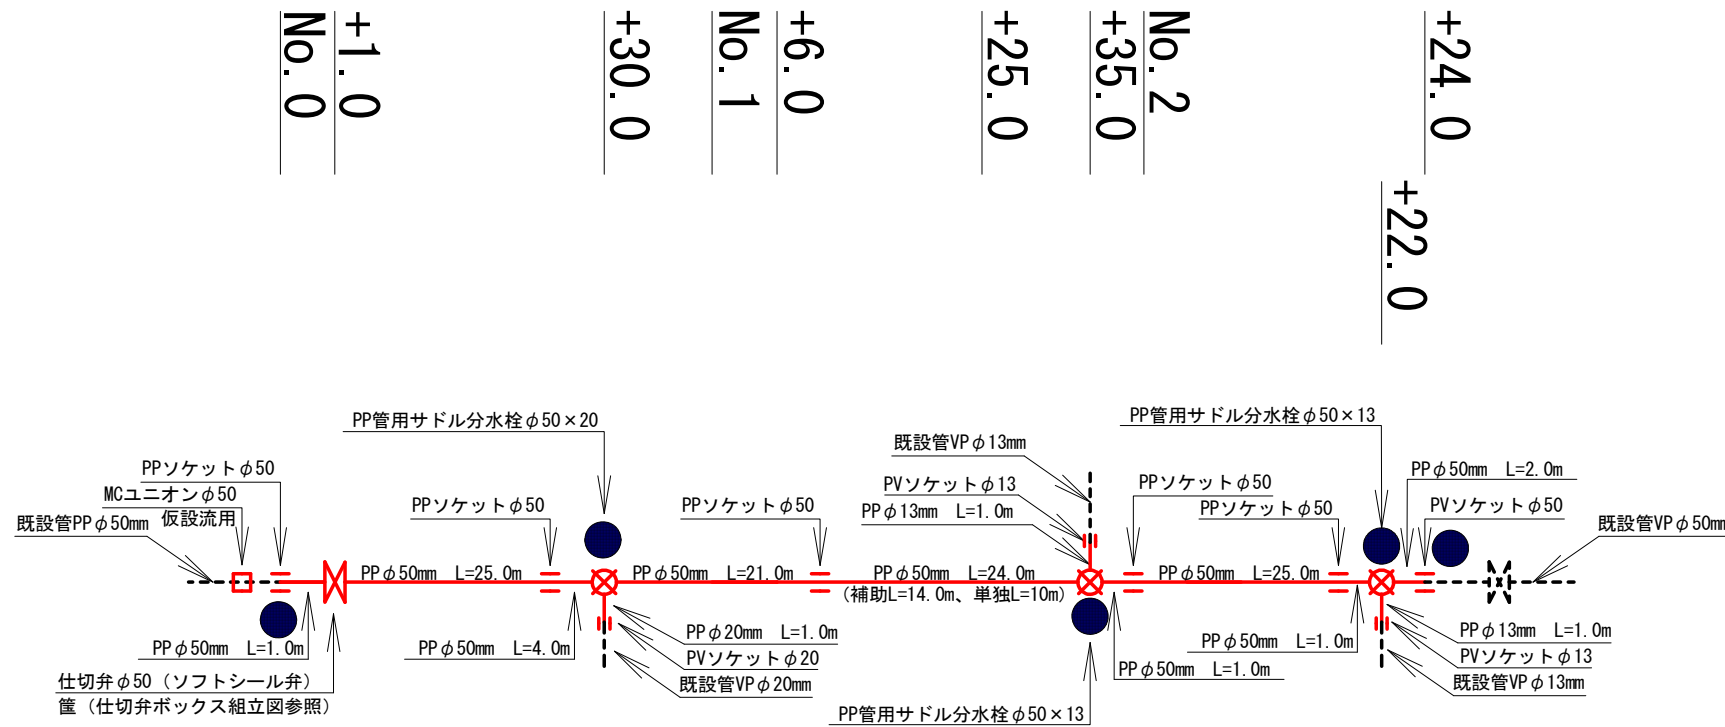 No. 0
+1. 0
+30. 0
No. 1
+6. 0
+25. 0
+35. 0
No. 2
+24. 0
+22. 0
PP管用サドル分水栓φ50×20
PP管用サドル分水栓φ50×13
既設管VPφ13mm
PPソケットφ50
MCユニオンφ50
仮設流用
既設管PPφ50mm
PPソケットφ50
PPソケットφ50
PVソケットφ13
PPφ13mm L=1.0m
PPソケットφ50
PPソケットφ50
PPφ50mm L=2.0m
PVソケットφ50
既設管VPφ50mm
PPφ50mm L=25.0m
PPφ50mm L=21.0m
PPφ50mm L=24.0m
(補助L=14.0m、単独L=10m)
PPφ50mm L=25.0m
PPφ50mm L=1.0m
PPφ50mm L=4.0m
PPφ20mm L=1.0m
PVソケットφ20
既設管VPφ20mm
PPφ50mm L=1.0m
PPφ50mm L=1.0m
PPφ13mm L=1.0m
PVソケットφ13
既設管VPφ13mm
仕切弁φ50(ソフトシール弁)
筐(仕切弁ボックス組立図参照)
PP管用サドル分水栓φ50×13